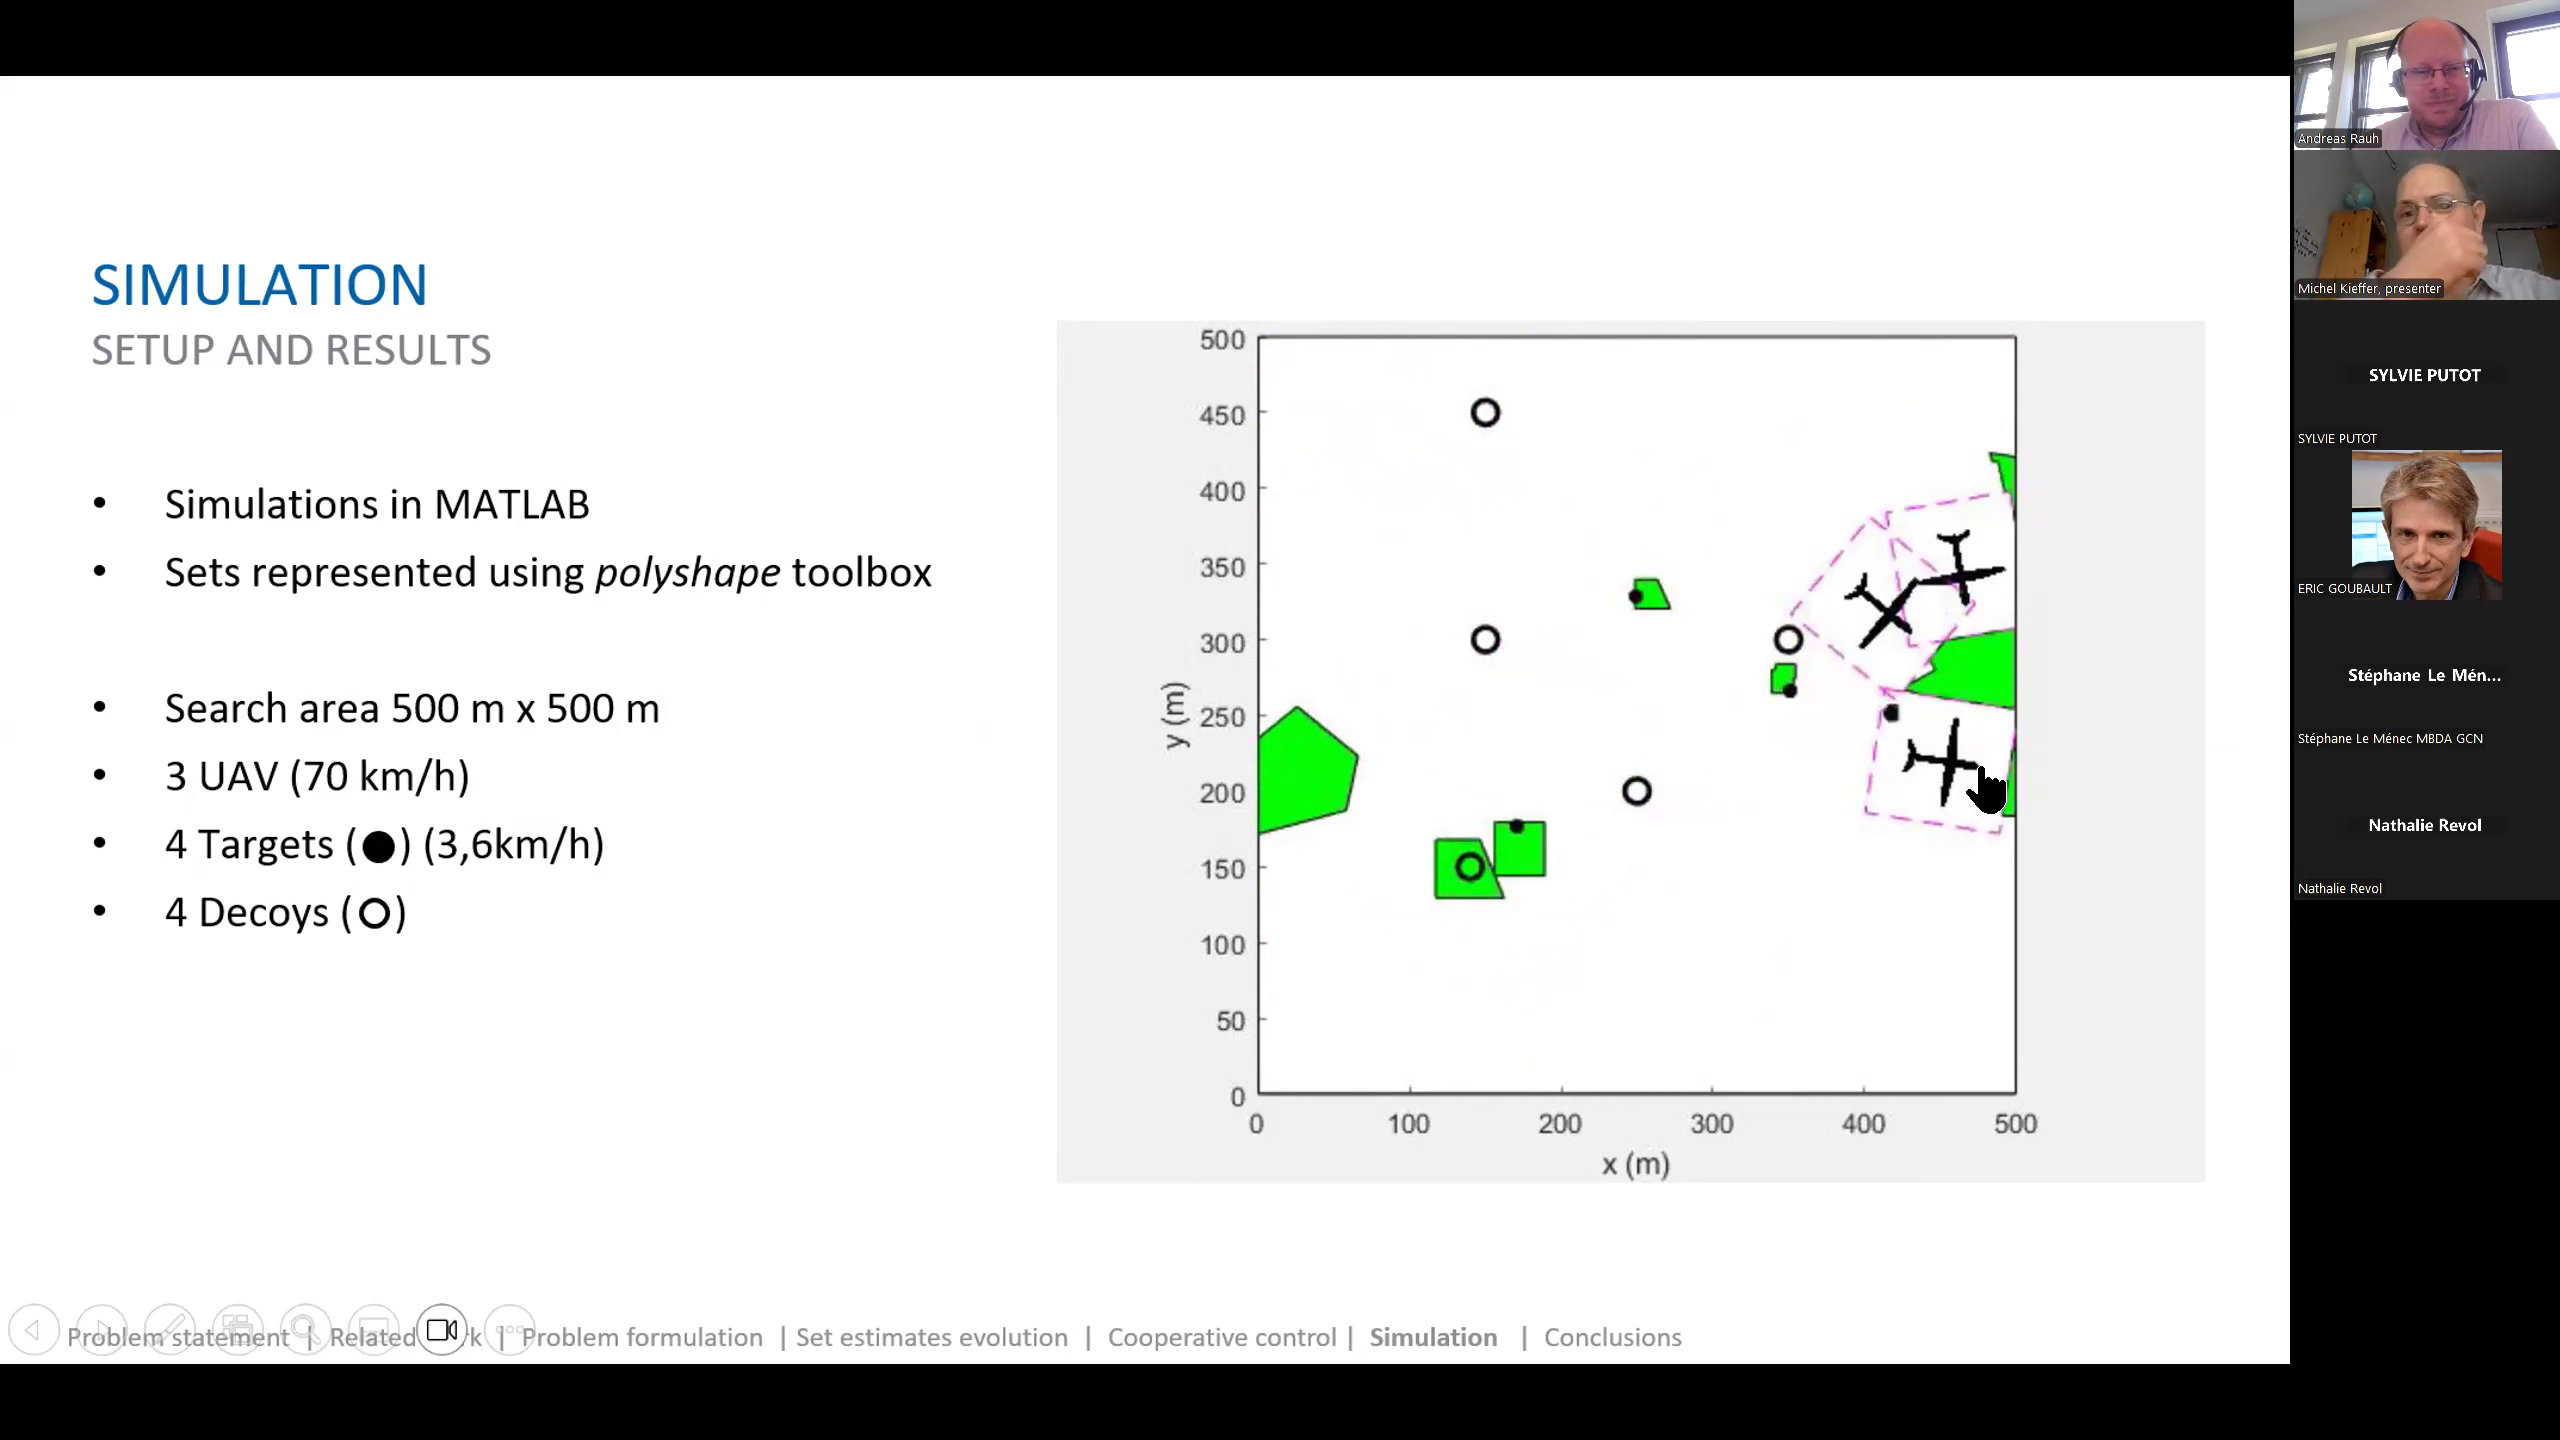 SIMULATION
SETUP AND RESULTS
• Simulations in MATLAB
• Sets represented using polyshape toolbox
• Search area 500 m x 500 m
• 3 UAV (70 km/h)
• 4 Targets (●) (3,6km/h)
• 4 Decoys (O)
500
450
400
350
300
250
200
150
100
50
0
y (m)
0 100 200 300 400 500
x (m)
Problem statement | Related k | Problem formulation | Set estimates evolution | Cooperative control | Simulation | Conclusions
Andreas Rauh
Michel Kieffer, presenter
SYLVIE PUTOT
SYLVIE PUTOT
ERIC GOUBAULT
Stéphane Le Mén...
Stéphane Le Ménec MBDA GCN
Nathalie Revol
Nathalie Revol